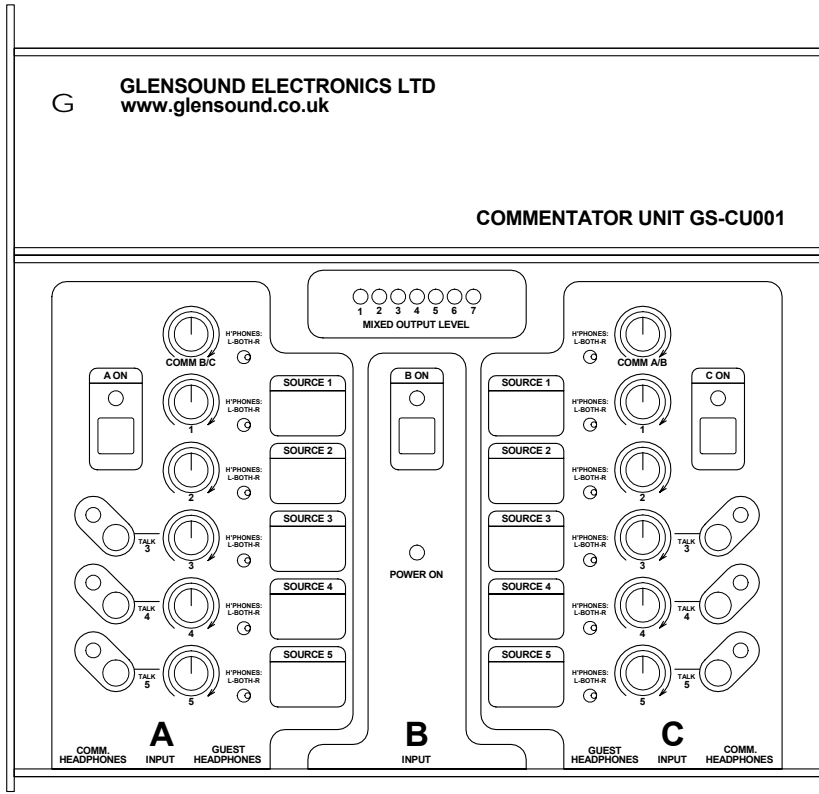 G
GLENSOUND ELECTRONICS LTD
www.glensound.co.uk
COMMENTATOR UNIT GS-CU001
1 2 3 4 5 6 7
MIXED OUTPUT LEVEL
H'PHONES:
L-BOTH-R
COMM B/C
A ON
H'PHONES:
L-BOTH-R
1
SOURCE 1
H'PHONES:
L-BOTH-R
2
SOURCE 2
TALK
3
H'PHONES:
L-BOTH-R
3
SOURCE 3
TALK
4
H'PHONES:
L-BOTH-R
4
SOURCE 4
TALK
5
H'PHONES:
L-BOTH-R
5
SOURCE 5
A
COMM.
HEADPHONES
INPUT
GUEST
HEADPHONES
B ON
POWER ON
B
INPUT
H'PHONES:
L-BOTH-R
COMM A/B
C ON
SOURCE 1
H'PHONES:
L-BOTH-R
1
SOURCE 2
H'PHONES:
L-BOTH-R
2
SOURCE 3
H'PHONES:
L-BOTH-R
3
TALK
3
SOURCE 4
H'PHONES:
L-BOTH-R
4
TALK
4
SOURCE 5
H'PHONES:
L-BOTH-R
5
TALK
5
C
GUEST
HEADPHONES
INPUT
COMM.
HEADPHONES